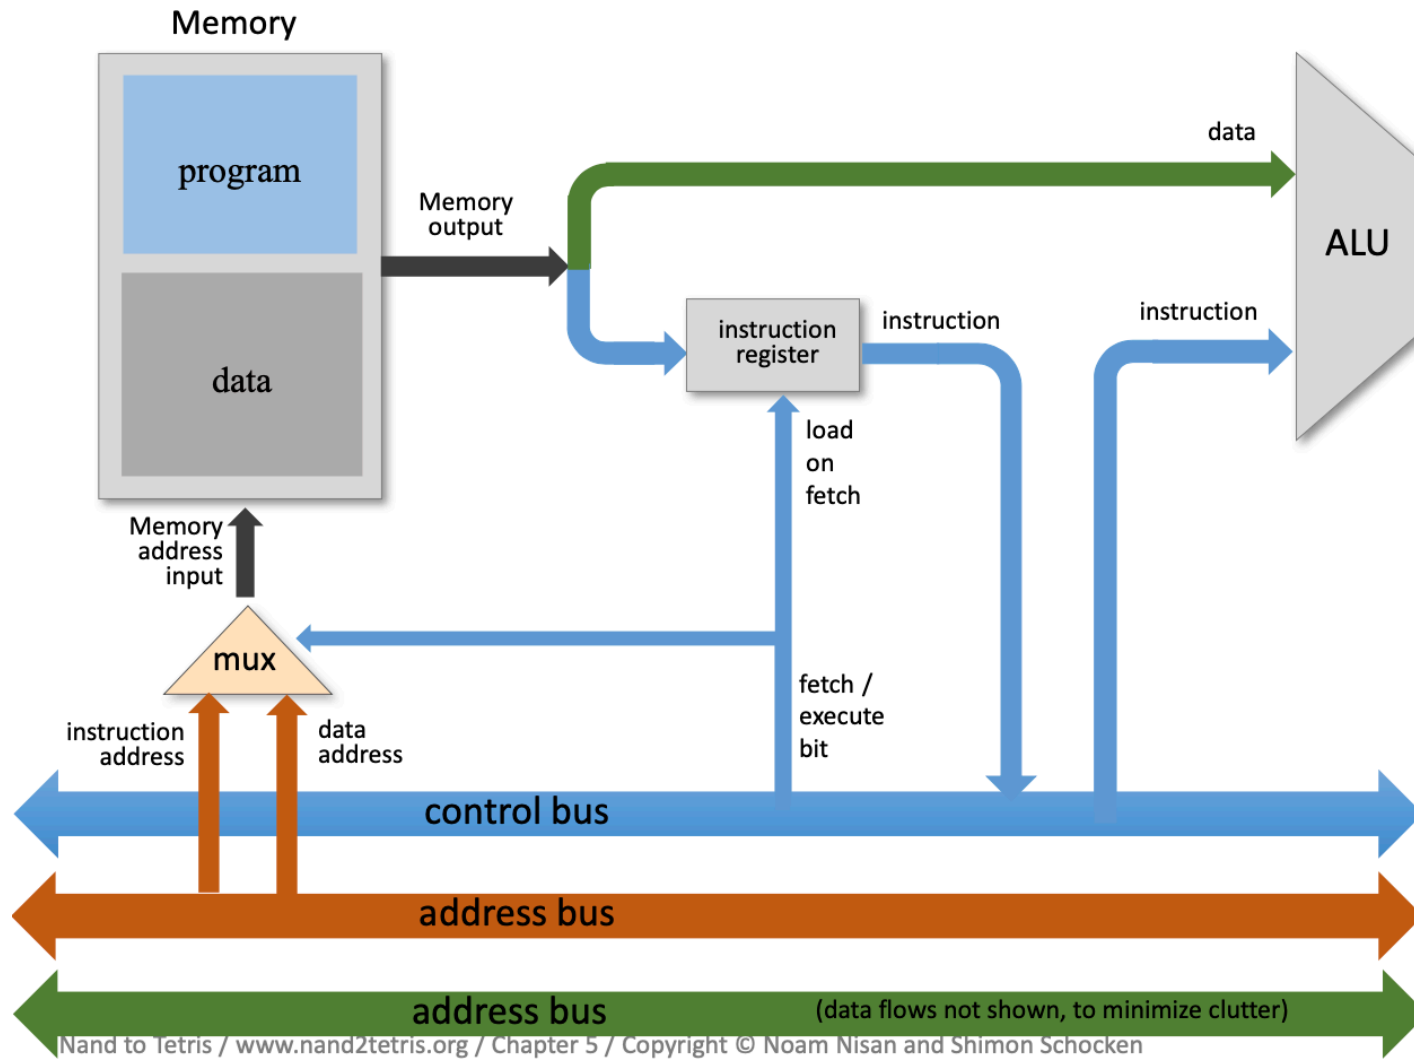 Memory
program
data
Memory
output
data
ALU
instruction
register
instruction
instruction
load
on
fetch
Memory
address
input
mux
fetch /
execute
bit
instruction
address
data
address
control bus
address bus
address bus
(data flows not shown, to minimize clutter)
Nand to Tetris / www.nand2tetris.org / Chapter 5 / Copyright © Noam Nisan and Shimon Schocken